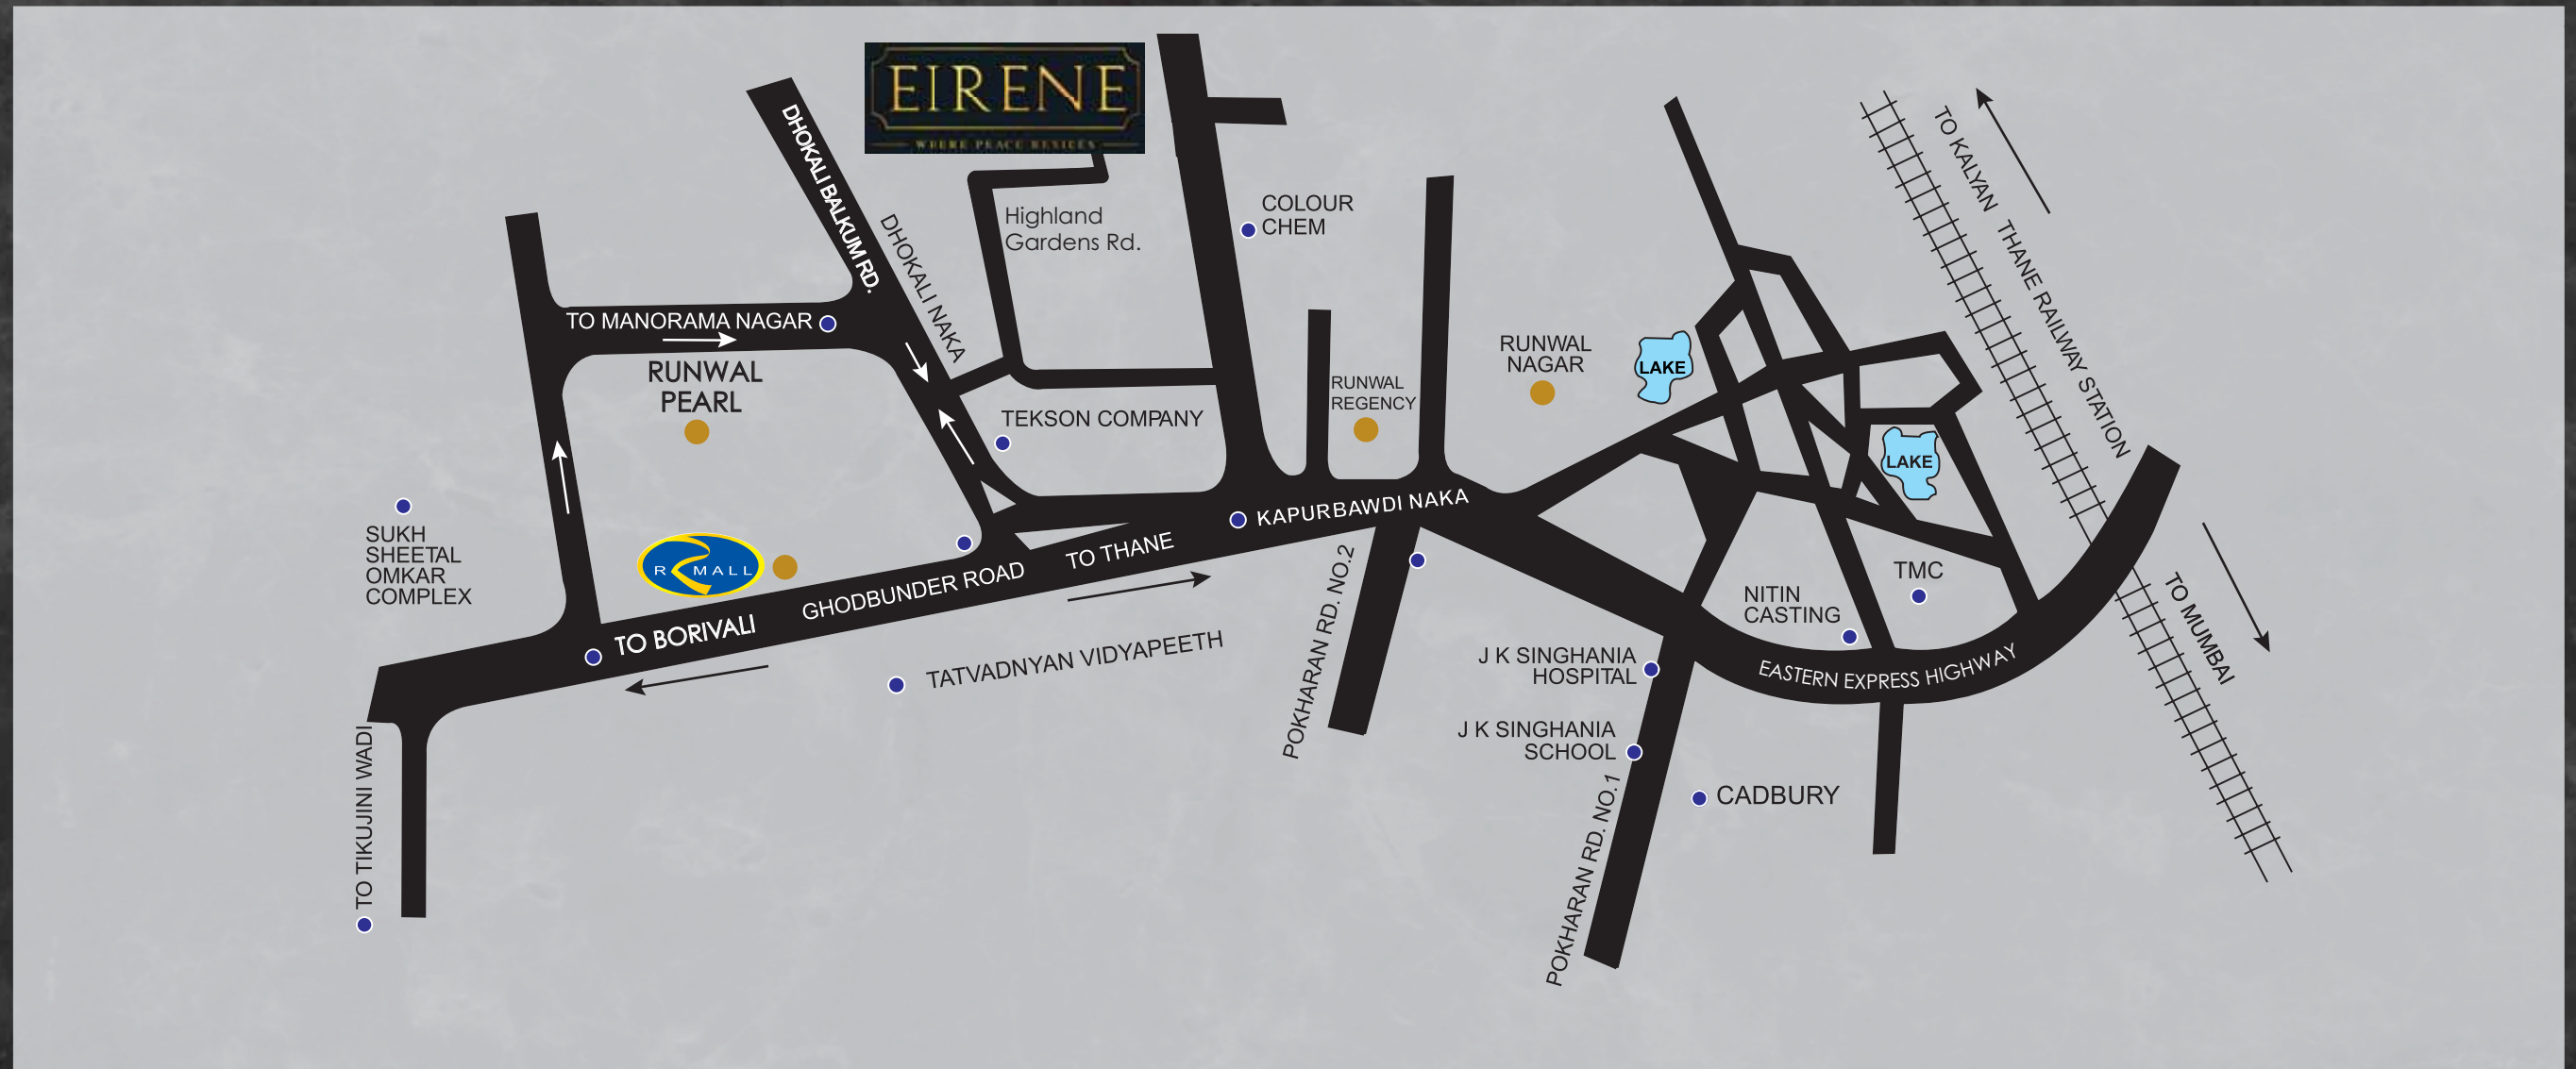 EIRENE
WHERE PEACE RESIDES
DHOKALI BALKUM RD.
DHOKALI NAKA
Highland
Gardens Rd.
COLOUR
CHEM
TO KALYAN
THANE RAILWAY STATION
TO MANORAMA NAGAR
RUNWAL
PEARL
TEKSON COMPANY
RUNWAL
REGENCY
RUNWAL
NAGAR
LAKE
LAKE
SUKH
SHEETAL
OMKAR
COMPLEX
R MALL
KAPURBAWDI NAKA
TO THANE
GHODBUNDER ROAD
TO BORIVALI
TATVADNYAN VIDYAPEETH
POKHARAN RD. NO.2
NITIN
CASTING
TMC
TO MUMBAI
J K SINGHANIA
HOSPITAL
EASTERN EXPRESS HIGHWAY
J K SINGHANIA
SCHOOL
CADBURY
POKHARAN RD. NO. 1
TO TIKUJINI WADI